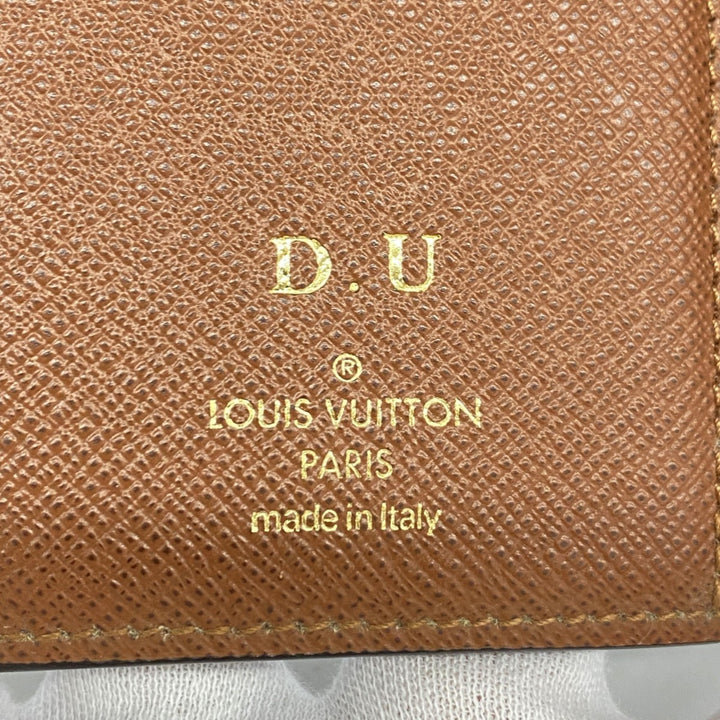 D.U
®
LOUIS VUITTON
PARIS
made in Italy